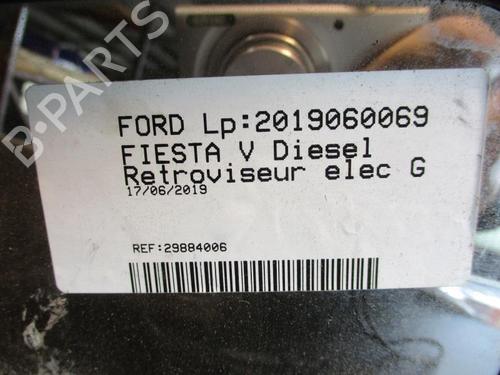 FORD Lp:2019060069
FIESTA V Diesel
Retroviseur elec G
17/06/2019
REF:29884006
B-PARTS